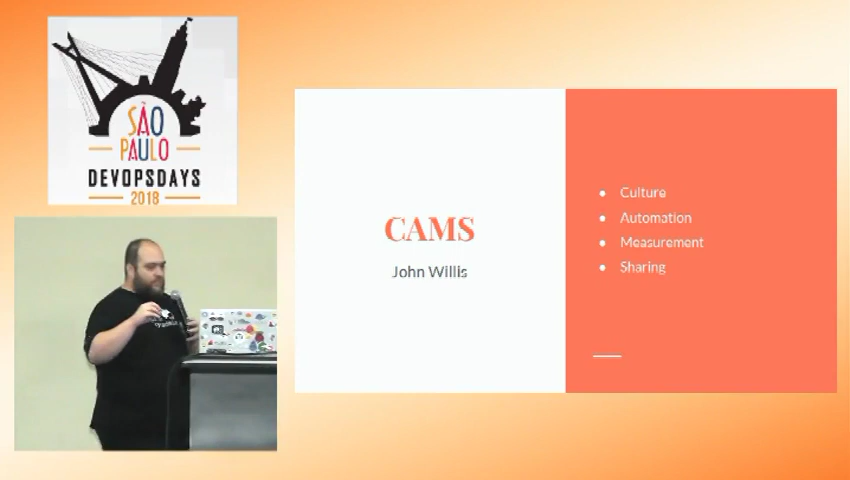 SÃO
PAULO
DEVOPSDAYS
2018
CAMS
John Willis
Culture
Automation
Measurement
Sharing